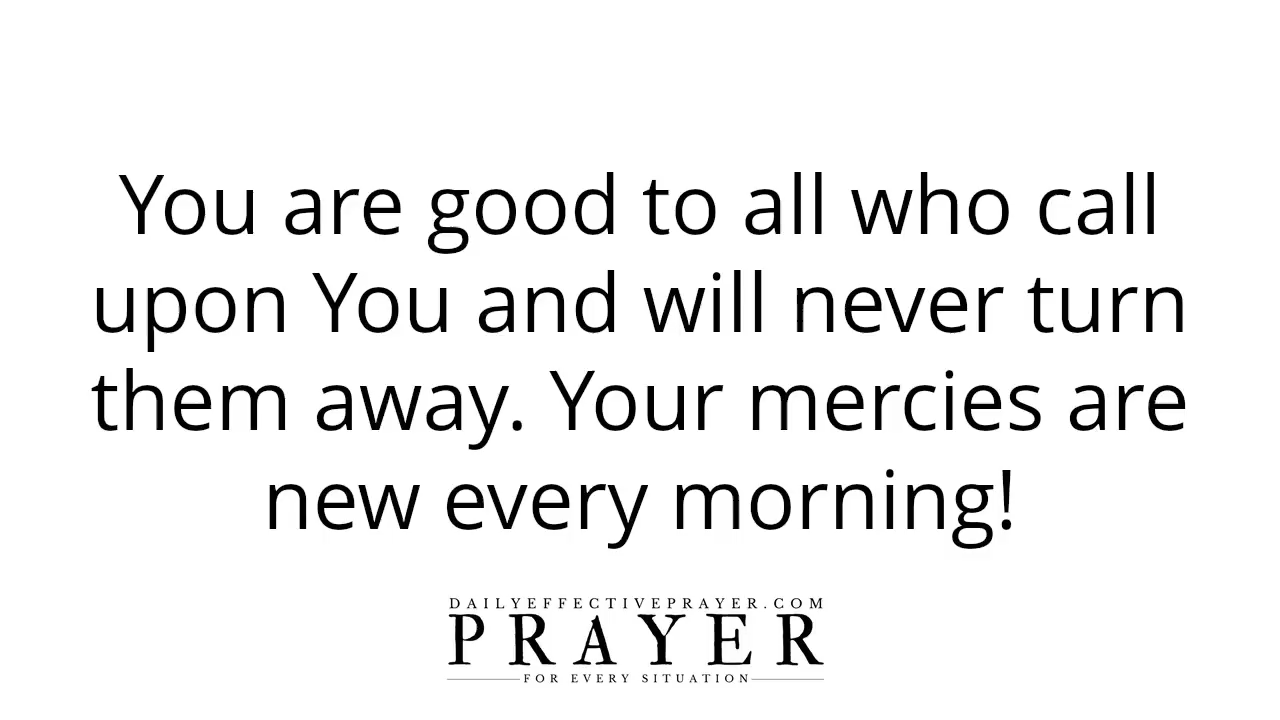 You are good to all who call
upon You and will never turn
them away. Your mercies are
new every morning!
DAILYEFFECTIVEPRAYER.COM
PRAYER
FOR EVERY SITUATION